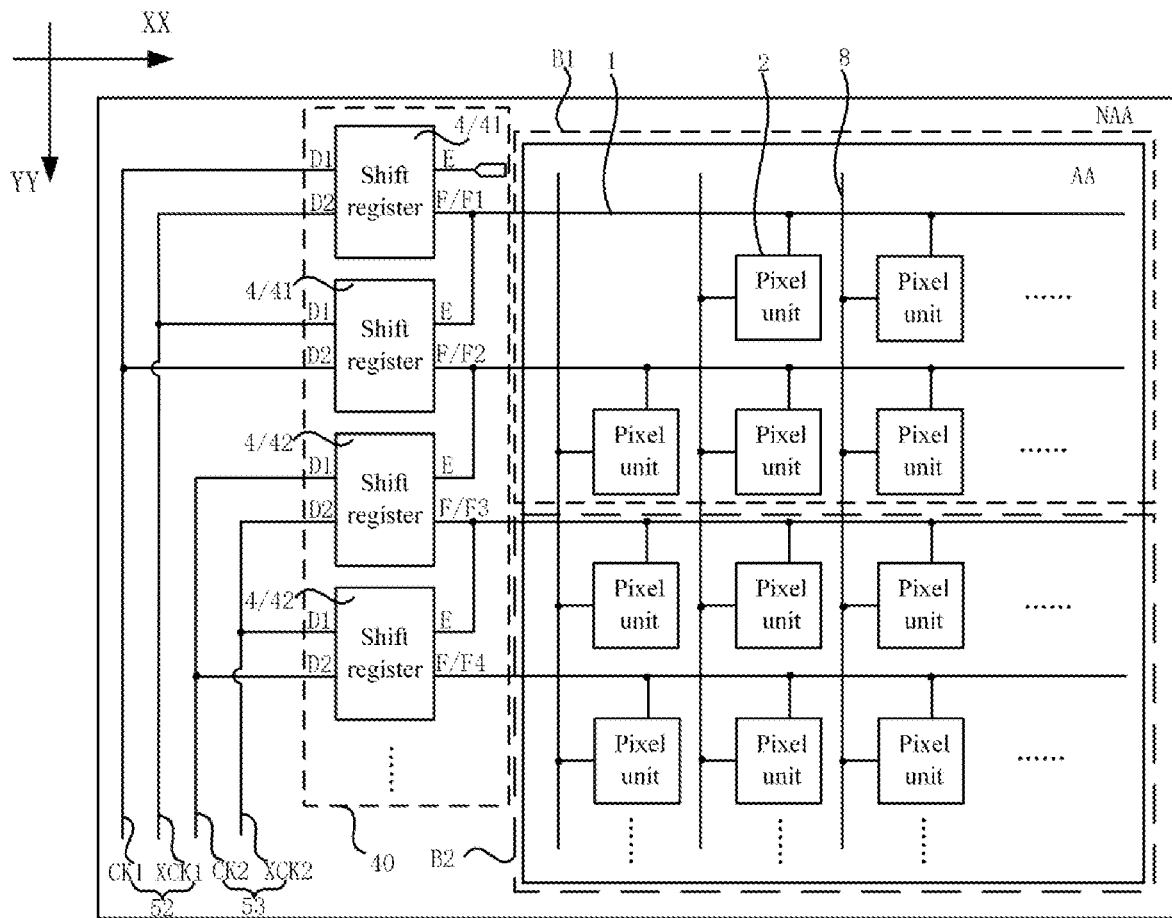 XX
YY
B1
1
2
8
NAA
AA
4/41
D1
E
Shift
register
D2
F/F1
Pixel
unit
Pixel
unit
......
4/41
D1
E
Shift
register
D2
F/F2
Pixel
unit
Pixel
unit
Pixel
unit
......
4/42
D1
E
Shift
register
D2
F/F3
Pixel
unit
Pixel
unit
Pixel
unit
......
4/42
D1
E
Shift
register
D2
F/F4
Pixel
unit
Pixel
unit
Pixel
unit
......
CK1 XCK1 CK2 XCK2
52 53
40
B2